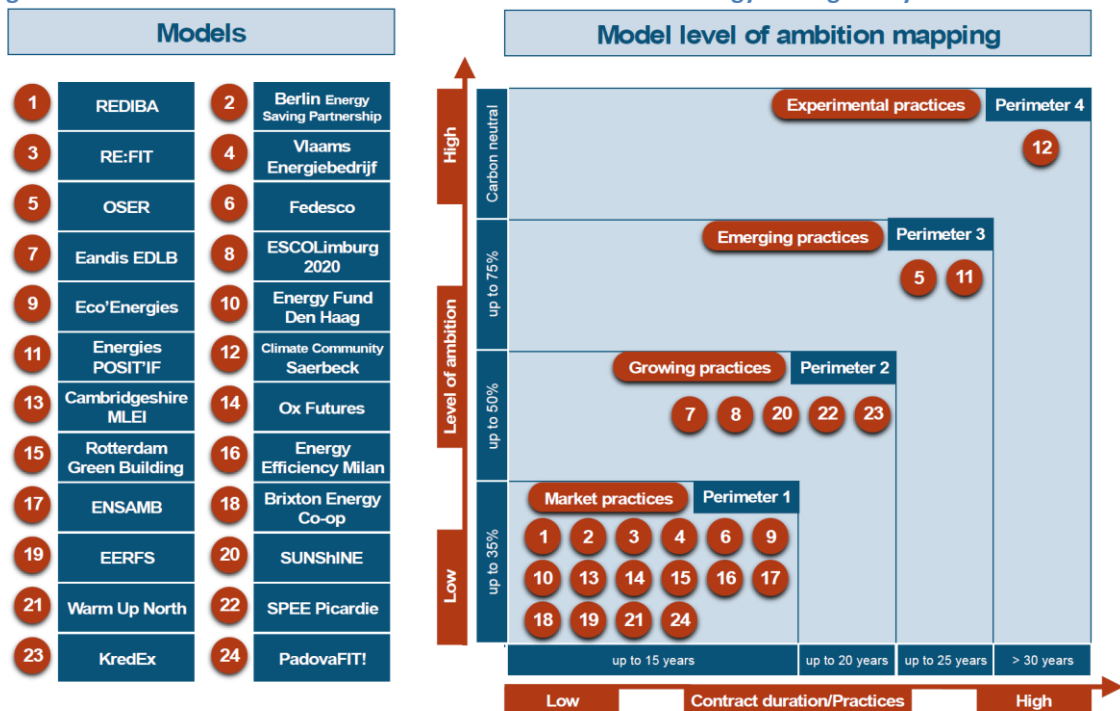 Models
1
REDIBA
2
Berlin Energy
Saving Partnership
3
RE:FIT
4
Vlaams
Energiebedrijf
5
OSER
6
Fedesco
7
Eandis EDLB
8
ESCOLimburg
2020
9
Eco’Energies
10
Energy Fund
Den Haag
11
Energies
POSIT’IF
12
Climate Community
Saerbeck
13
Cambridgeshire
MLEI
14
Ox Futures
15
Rotterdam
Green Building
16
Energy
Efficiency Milan
17
ENSAMB
18
Brixton Energy
Co-op
19
EERFS
20
SUNShINE
21
Warm Up North
22
SPEE Picardie
23
KredEx
24
PadovaFIT!
Model level of ambition mapping
High
Level of ambition
Low
Carbon neutral
up to 75%
up to 50%
up to 35%
Experimental practices
Perimeter 4
12
Emerging practices
Perimeter 3
5 11
Growing practices
Perimeter 2
7 8 20 22 23
Market practices
Perimeter 1
1 2 3 4 6 9
10 13 14 15 16 17
18 19 21 24
up to 15 years
up to 20 years
up to 25 years
> 30 years
Low
Contract duration/Practices
High